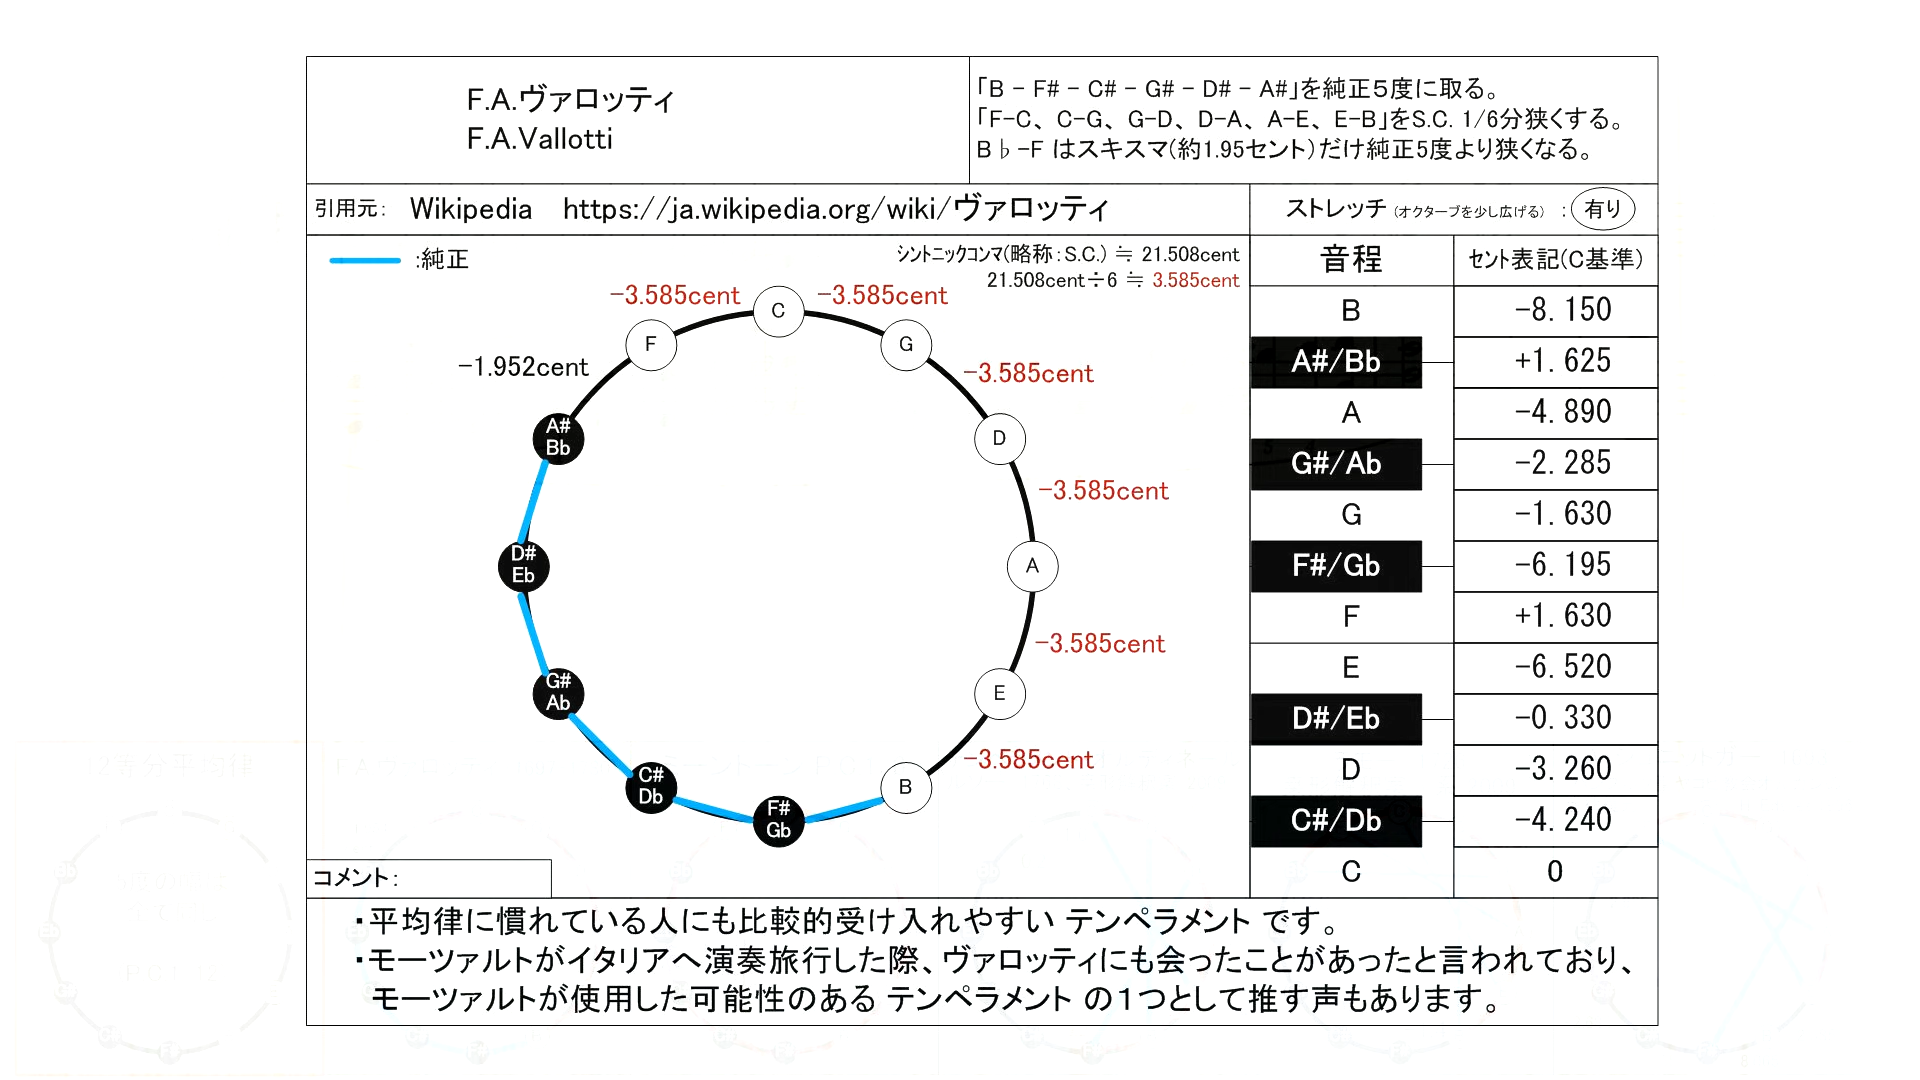 F.A.ヴァロッティ
F.A.Vallotti
「B - F# - C# - G# - D# - A#」を純正５度に取る。
「F-C、C-G、G-D、D-A、A-E、E-B」をS.C. 1/6分狭くする。
B♭-F はスキスマ(約1.95セント)だけ純正5度より狭くなる。
引用元: Wikipedia https://ja.wikipedia.org/wiki/ヴァロッティ
ストレッチ (オクターブを少し広げる) : 有り
:純正
シントニックコンマ(略称:S.C.) ≒ 21.508cent
21.508cent÷6 ≒ 3.585cent
-3.585cent
-3.585cent
C
F
G
-1.952cent
-3.585cent
A#
Bb
D
-3.585cent
D#
Eb
A
-3.585cent
G#
Ab
E
-3.585cent
C#
Db
B
F#
Gb
音程 セント表記(C基準)
B -8.150
A#/Bb +1.625
A -4.890
G#/Ab -2.285
G -1.630
F#/Gb -6.195
F +1.630
E -6.520
D#/Eb -0.330
D -3.260
C#/Db -4.240
C 0
コメント:
・平均律に慣れている人にも比較的受け入れやすい テンペラメント です。
・モーツァルトがイタリアへ演奏旅行した際、ヴァロッティにも会ったことがあったと言われており、
モーツァルトが使用した可能性のある テンペラメント の１つとして推す声もあります。
12等分平均律